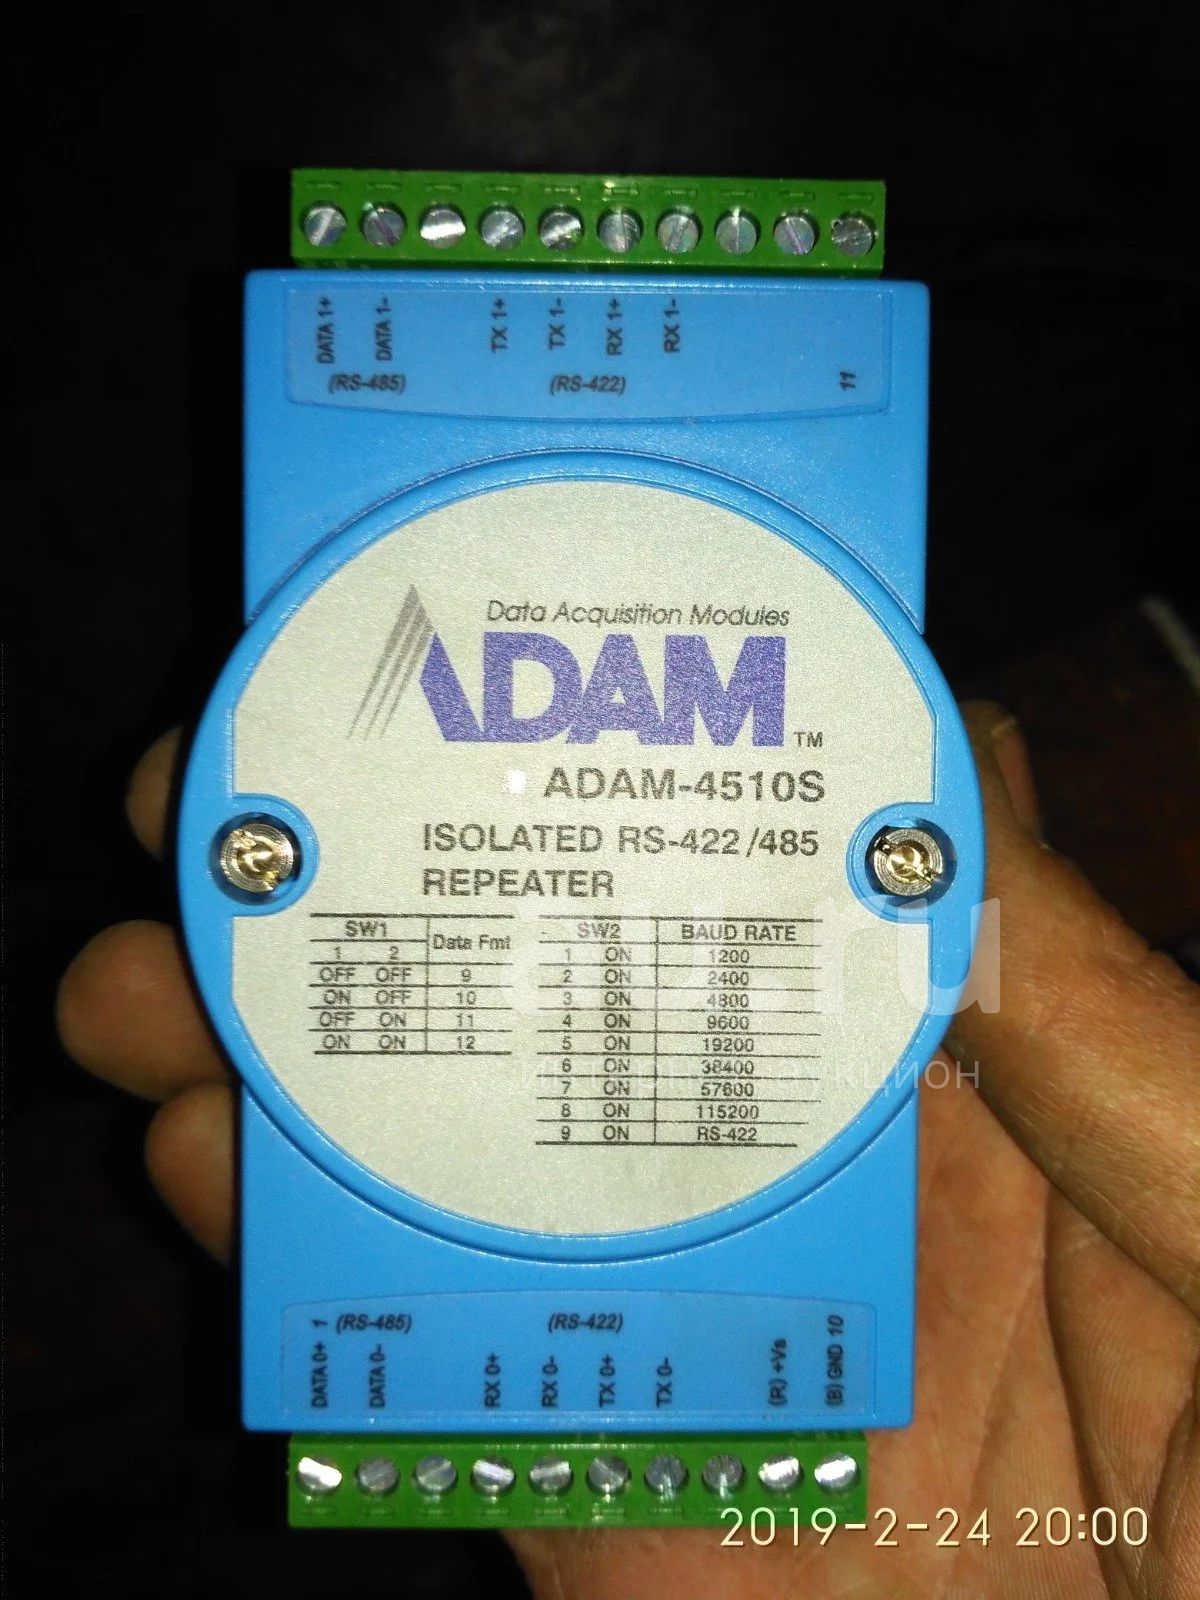 DATA 1+ DATA 1- TX 1+ TX 1- RX 1+ RX 1-
(RS-485) (RS-422) 11
Data Acquisition Modules
ADAM TM
ADAM-4510S
ISOLATED RS-422/485
REPEATER
SW1 Data Fmt
1 2
OFF OFF 9
ON OFF 10
OFF ON 11
ON ON 12
SW2 BAUD RATE
1 ON 1200
2 ON 2400
3 ON 4800
4 ON 9600
5 ON 19200
6 ON 38400
7 ON 57600
8 ON 115200
9 ON RS-422
1 (RS-485) (RS-422) 10
DATA 0+ DATA 0- RX 0+ RX 0- TX 0+ TX 0- (R) +Vs (B) GND
2019-2-24 20:00